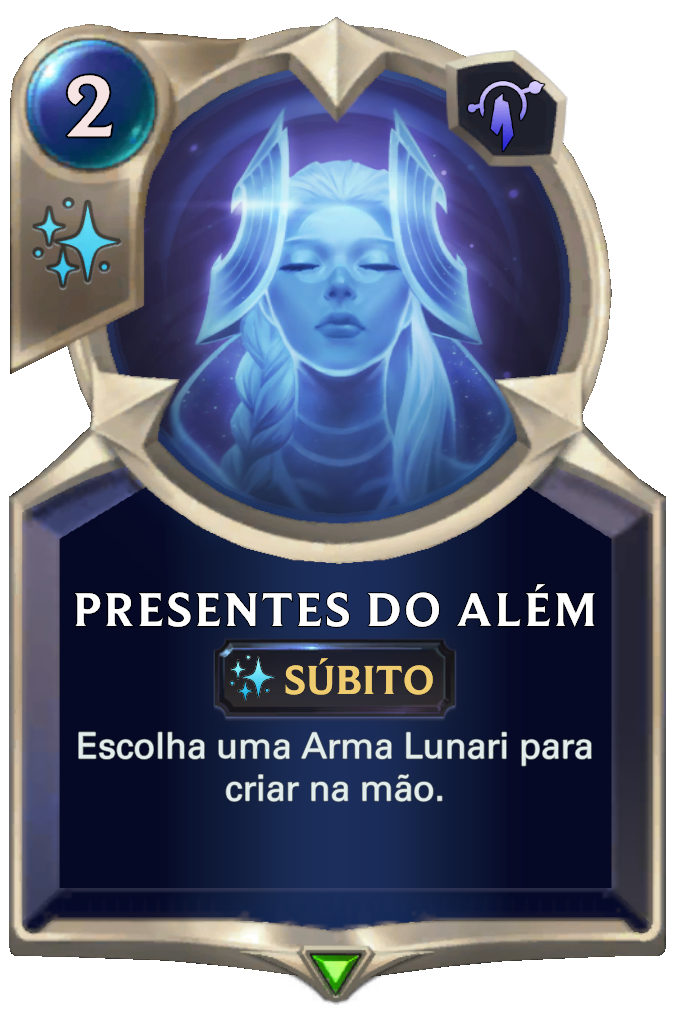 2
PRESENTES DO ALÉM
SÚBITO
Escolha uma Arma Lunari para
criar na mão.